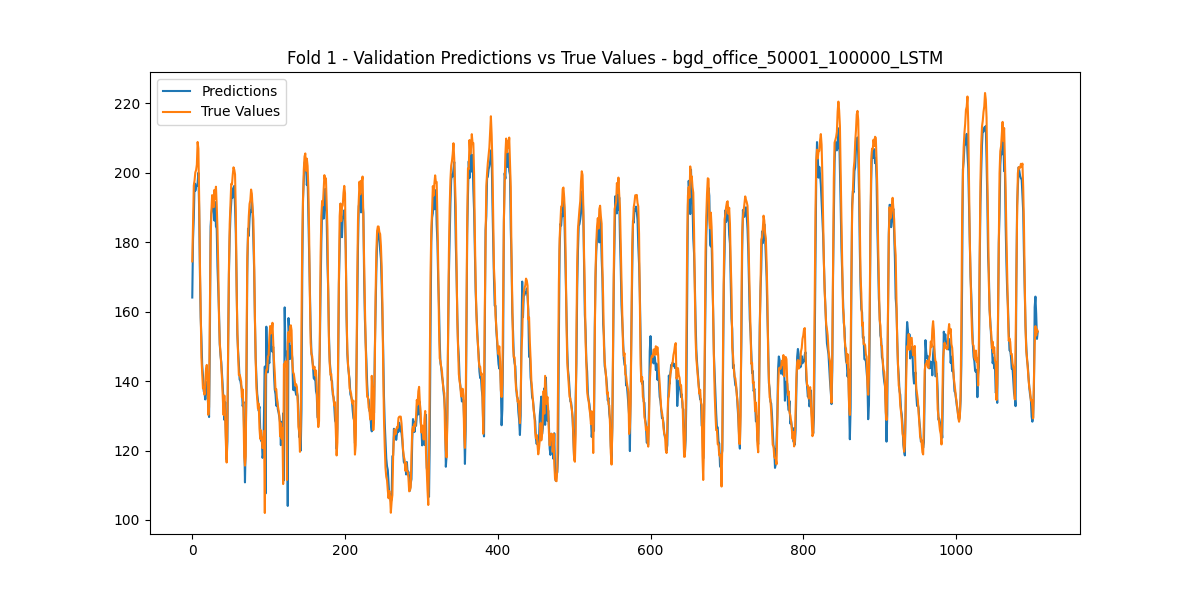 Fold 1 - Validation Predictions vs True Values - bgd_office_50001_100000_LSTM
Predictions
True Values
220
200
180
160
140
120
100
0 200 400 600 800 1000